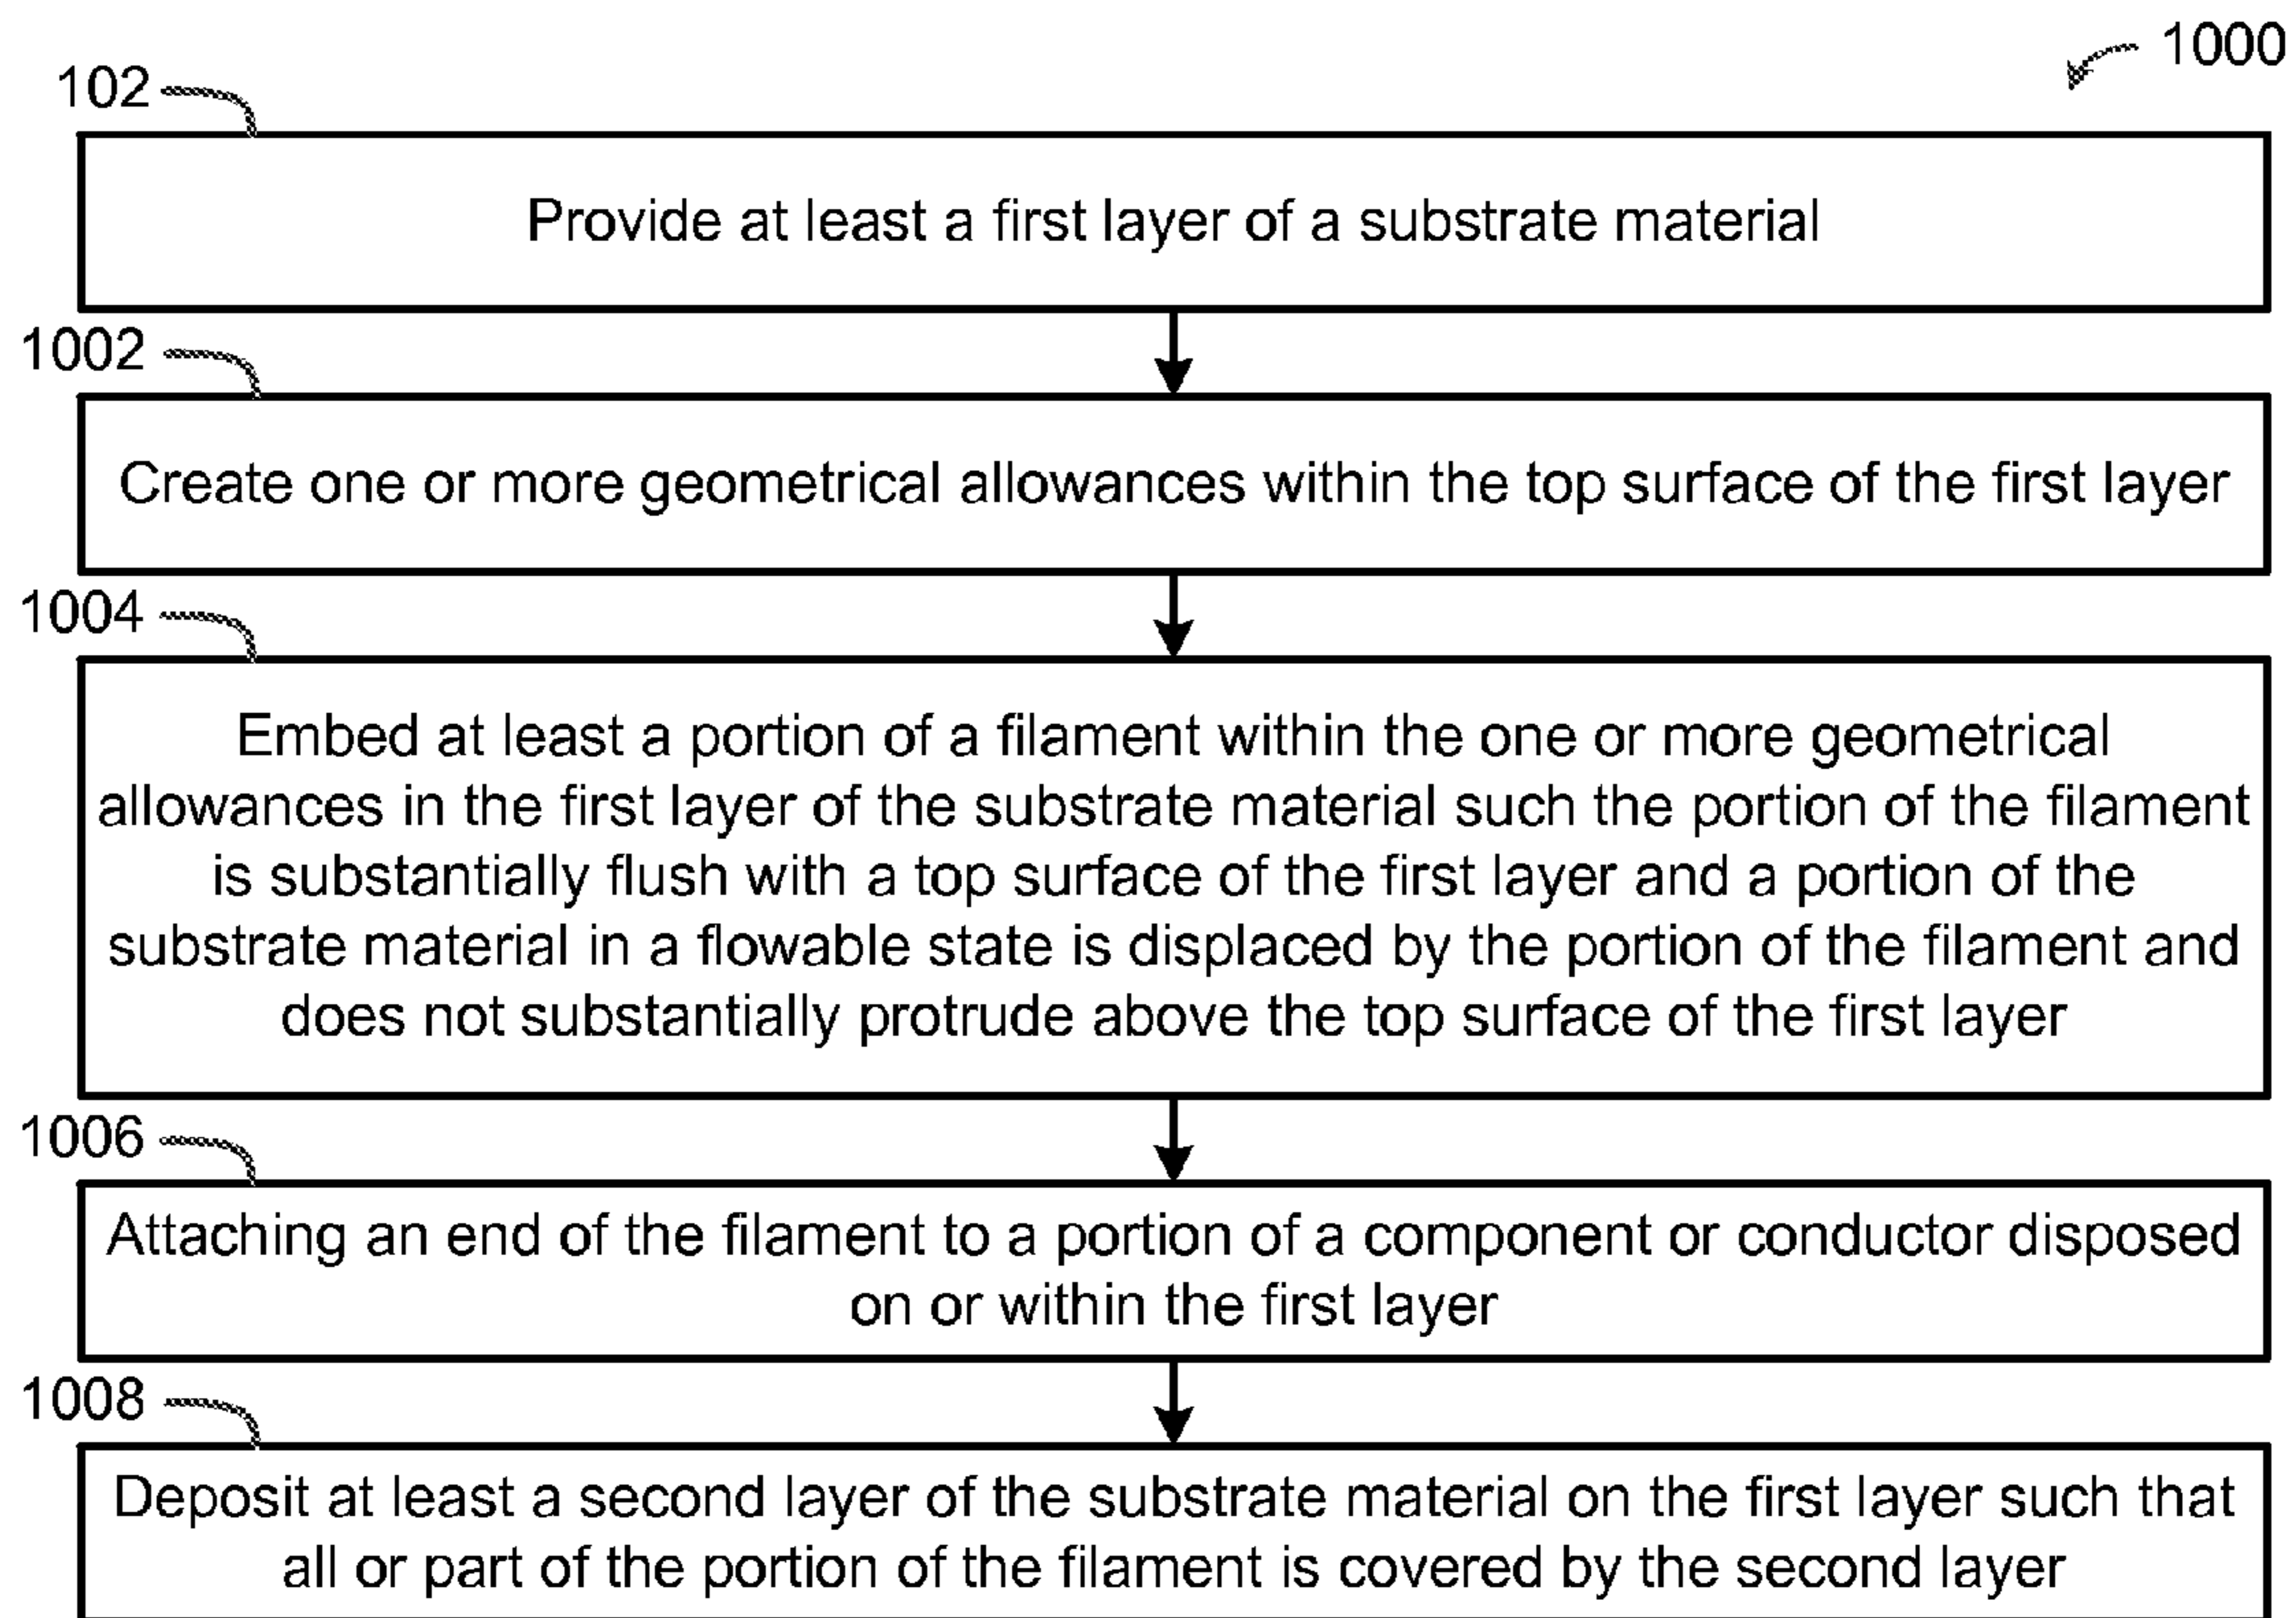 1000
102
Provide at least a first layer of a substrate material
1002
Create one or more geometrical allowances within the top surface of the first layer
1004
Embed at least a portion of a filament within the one or more geometrical
allowances in the first layer of the substrate material such the portion of the filament
is substantially flush with a top surface of the first layer and a portion of the
substrate material in a flowable state is displaced by the portion of the filament and
does not substantially protrude above the top surface of the first layer
1006
Attaching an end of the filament to a portion of a component or conductor disposed
on or within the first layer
1008
Deposit at least a second layer of the substrate material on the first layer such that
all or part of the portion of the filament is covered by the second layer